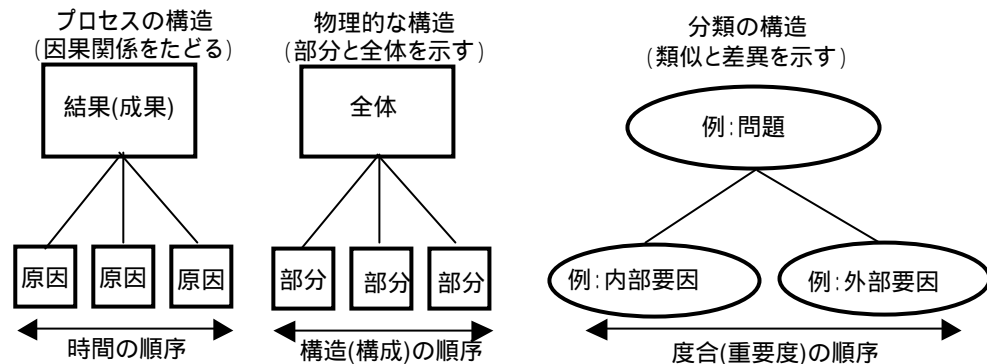 プロセスの構造
(因果関係をたどる)
結果(成果)
原因
原因
原因
時間の順序
物理的な構造
(部分と全体を示す)
全体
部分
部分
部分
構造(構成)の順序
分類の構造
(類似と差異を示す)
例:問題
例:内部要因
例:外部要因
度合(重要度)の順序